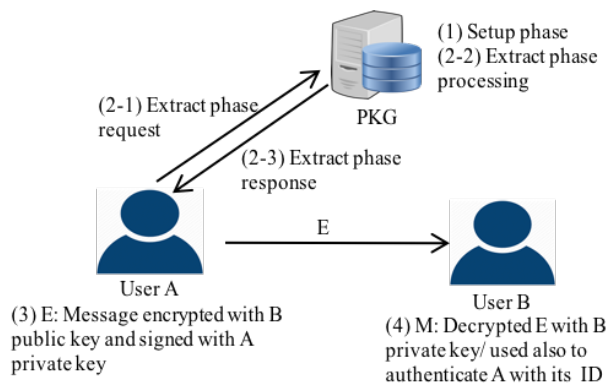 (1) Setup phase
(2-2) Extract phase
processing
PKG
(2-1) Extract phase
request
(2-3) Extract phase
response
E
User A
(3) E: Message encrypted with B
public key and signed with A
private key
User B
(4) M: Decrypted E with B
private key/ used also to
authenticate A with its ID